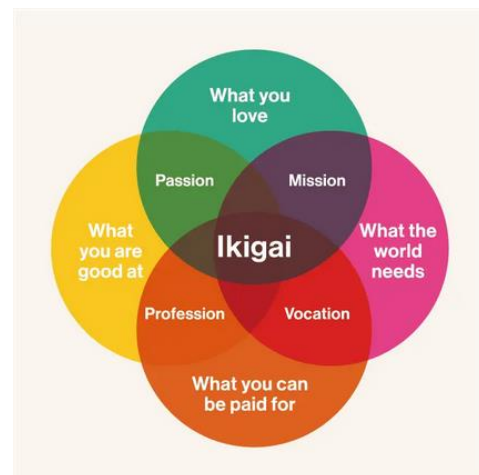 What you
love
Passion
Mission
What
you are
good at
Ikigai
What the
world
needs
Profession
Vocation
What you can
be paid for